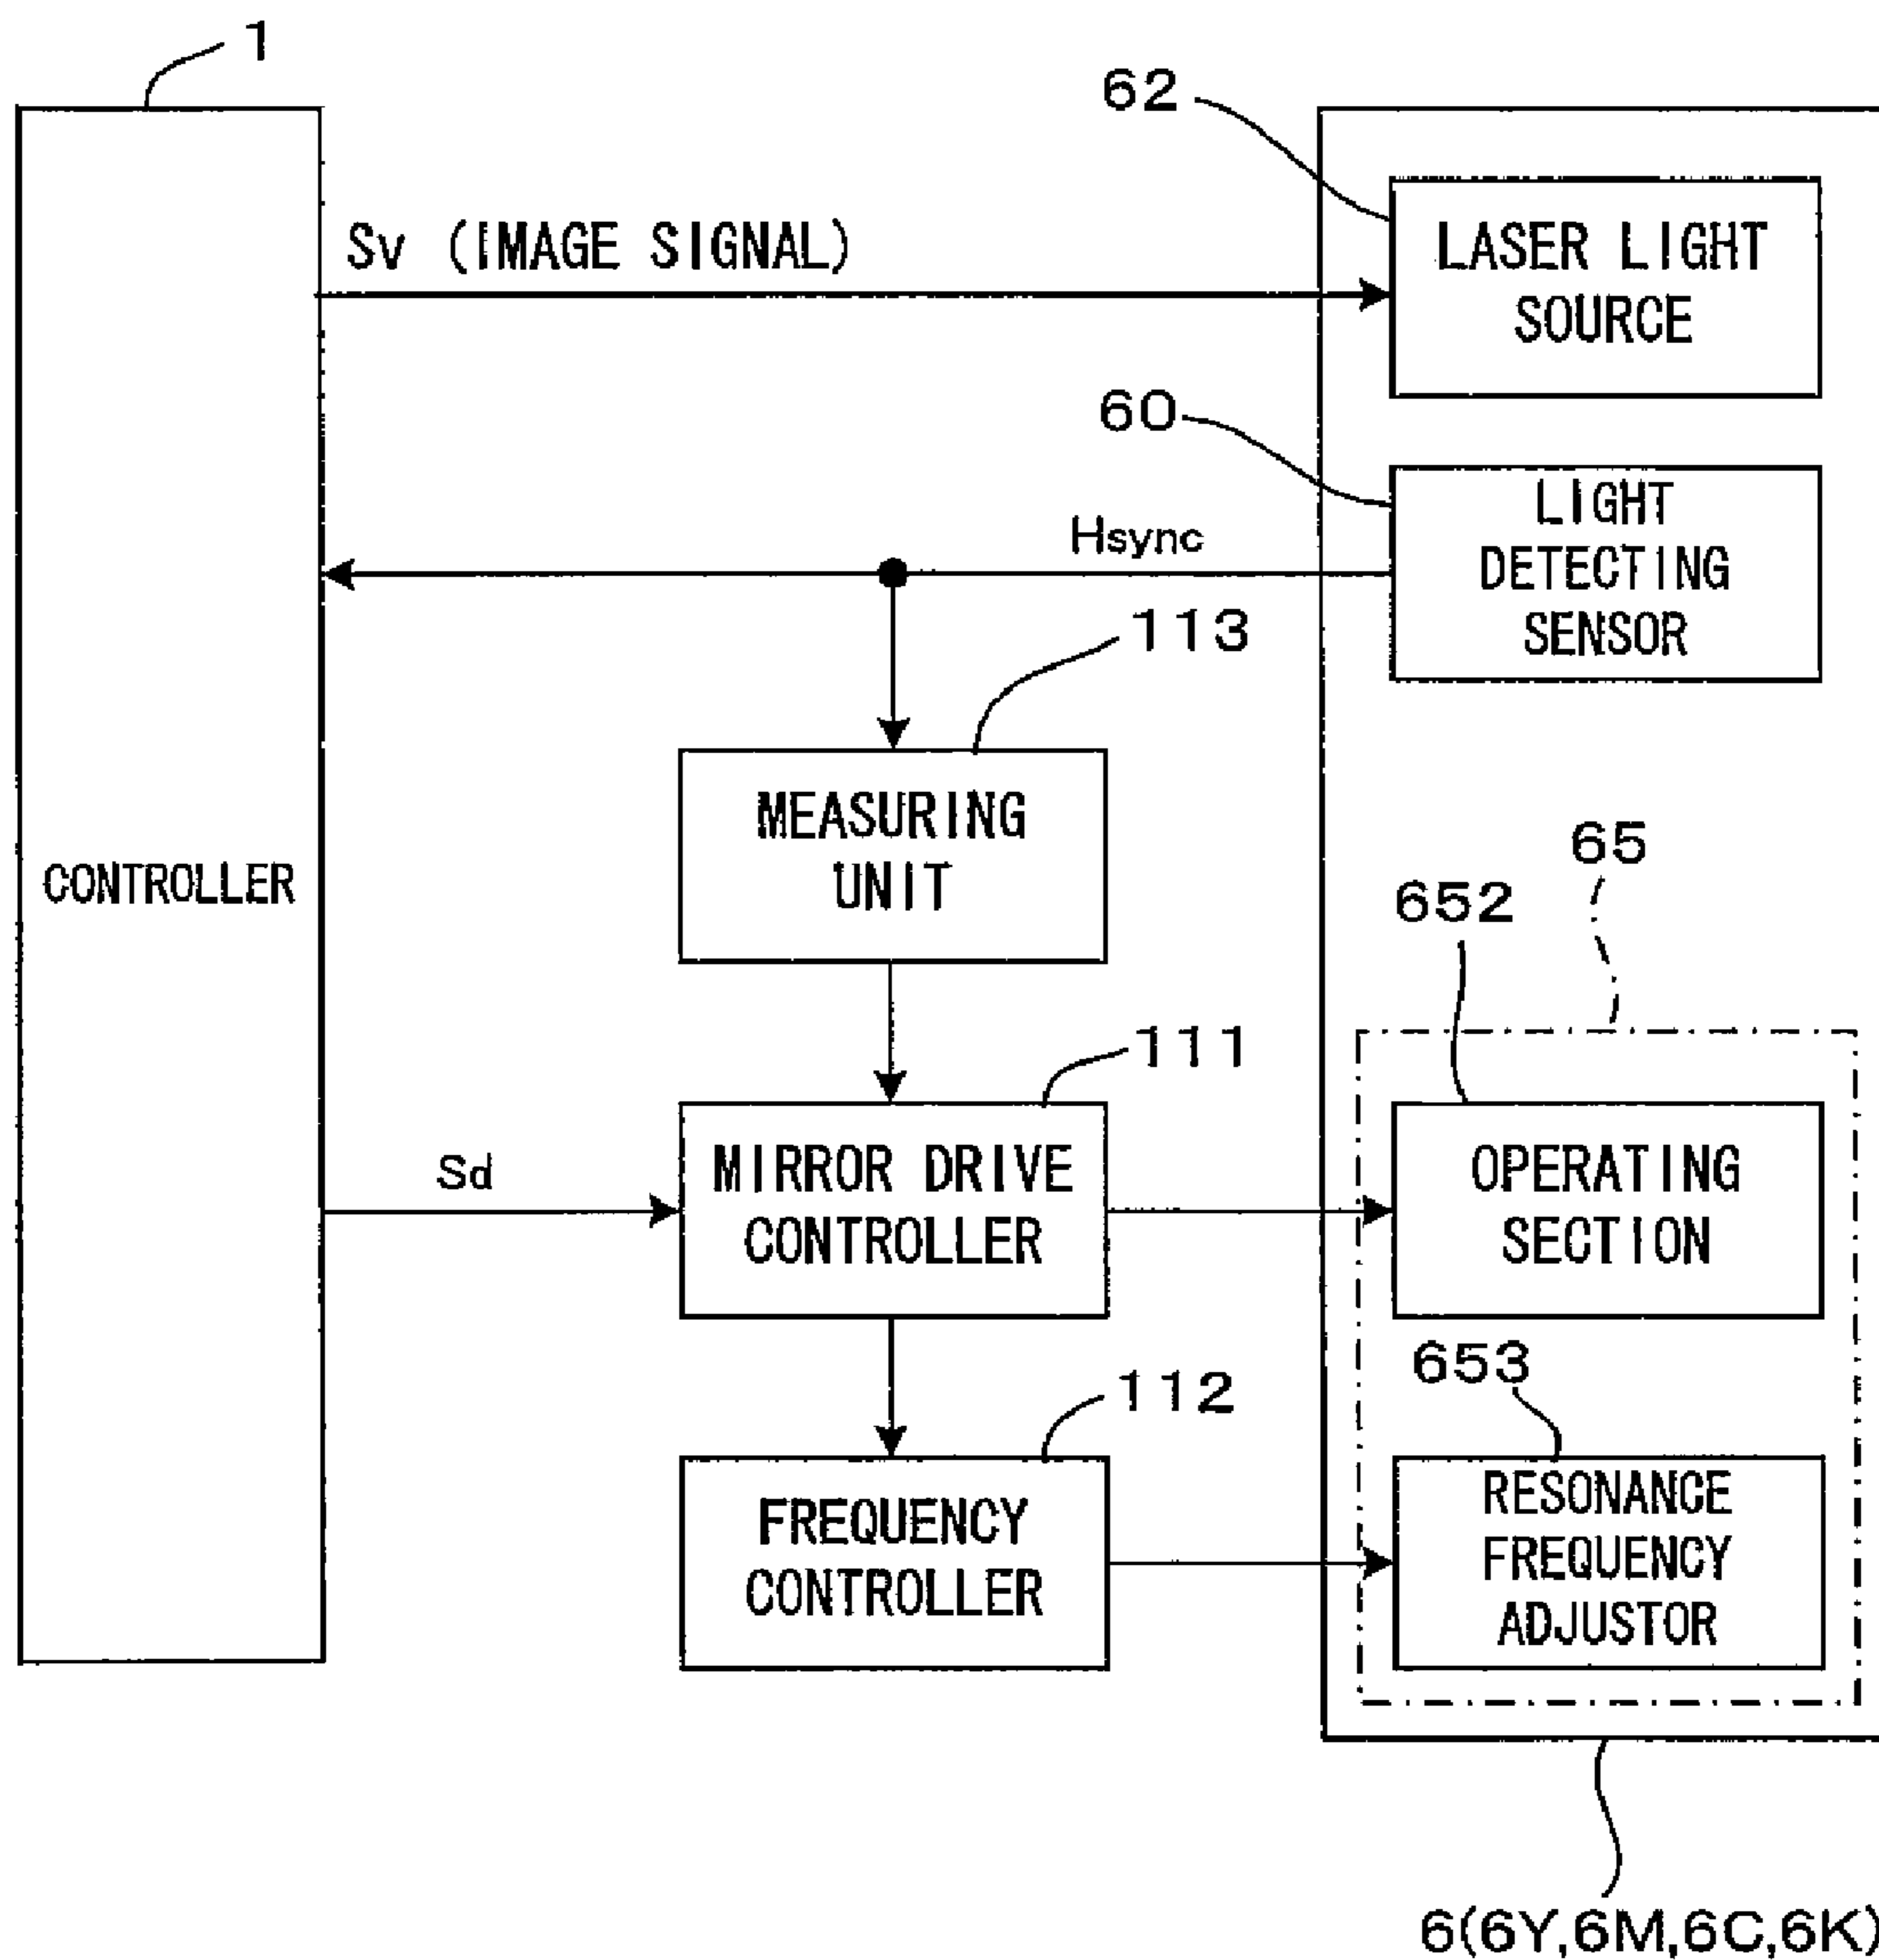 1
62
Sv (IMAGE SIGNAL)
LASER LIGHT
SOURCE
60
Hsync
LIGHT
DETECTING
SENSOR
113
MEASURING
UNIT
CONTROLLER
65
652
111
Sd
MIRROR DRIVE
CONTROLLER
OPERATING
SECTION
653
112
FREQUENCY
CONTROLLER
RESONANCE
FREQUENCY
ADJUSTOR
6(6Y,6M,6C,6K)